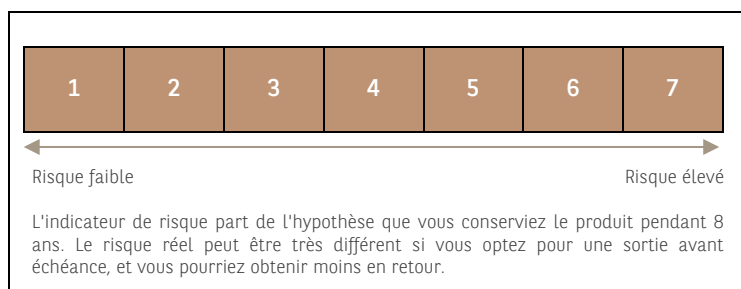 1 2 3 4 5 6 7
Risque faible Risque élevé
L'indicateur de risque part de l'hypothèse que vous conserviez le produit pendant 8
ans. Le risque réel peut être très différent si vous optez pour une sortie avant
échéance, et vous pourriez obtenir moins en retour.